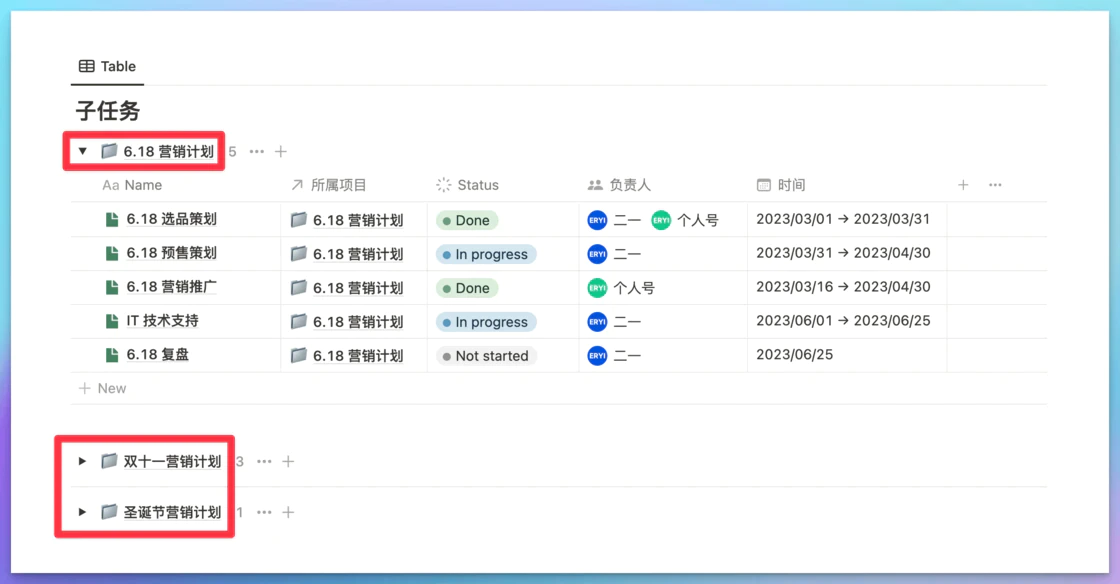 Table
子任务
6.18 营销计划 5
Aa Name 所属项目 Status 负责人 时间
6.18 选品策划 6.18 营销计划 Done ERYI 二一 ERYI 个人号 2023/03/01 → 2023/03/31
6.18 预售策划 6.18 营销计划 In progress ERYI 二一 2023/03/31 → 2023/04/30
6.18 营销推广 6.18 营销计划 Done ERYI 个人号 2023/03/16 → 2023/04/30
IT 技术支持 6.18 营销计划 In progress ERYI 二一 2023/06/01 → 2023/06/25
6.18 复盘 6.18 营销计划 Not started ERYI 二一 2023/06/25
+ New
双十一营销计划 3
圣诞节营销计划 1